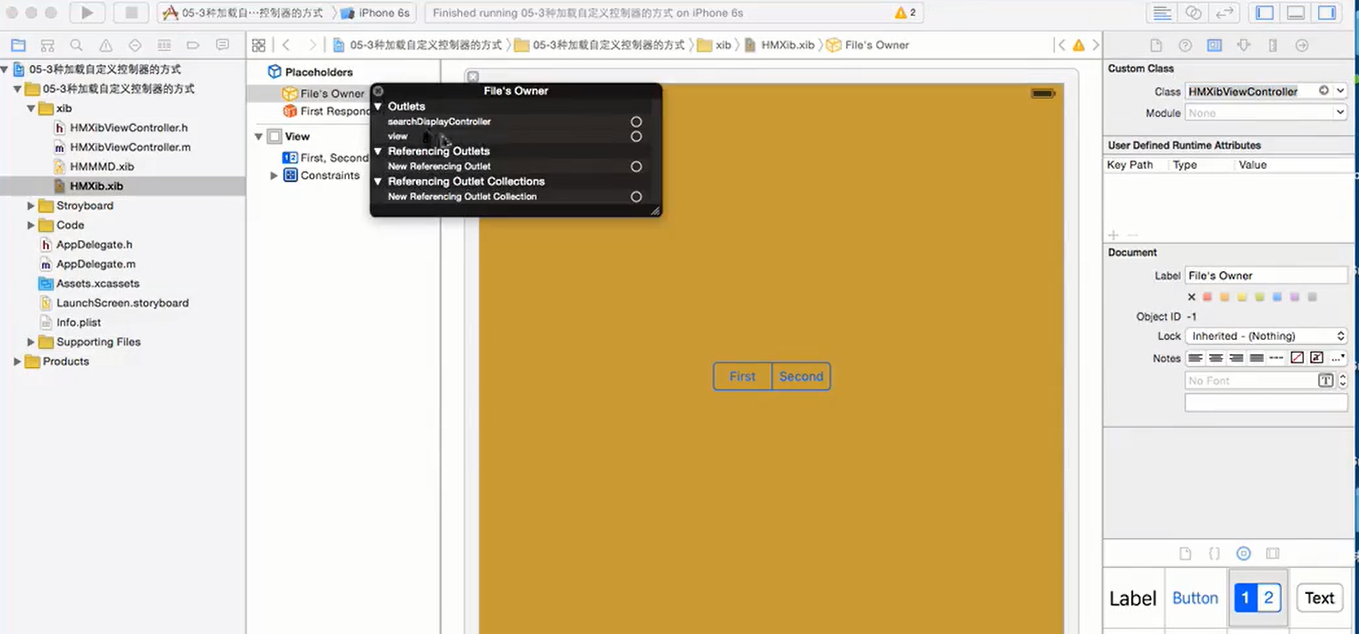 05-3种加载自⋯控制器的方式 〉 iPhone 6s
Finished running 05-3种加载自定义控制器的方式 on iPhone 6s
2
05-3种加载自定义控制器的方式 〉 05-3种加载自定义控制器的方式 〉 xib 〉 HMXib.xib 〉 File's Owner
05-3种加载自定义控制器的方式
05-3种加载自定义控制器的方式
xib
HMXibViewController.h
HMXibViewController.m
HMMMD.xib
HMXib.xib
Stroyboard
Code
AppDelegate.h
AppDelegate.m
Assets.xcassets
LaunchScreen.storyboard
Info.plist
Supporting Files
Products
Placeholders
File's Owner
First Respon
View
First, Second
Constraints
File's Owner
Outlets
searchDisplayController
view
Referencing Outlets
New Referencing Outlet
Referencing Outlet Collections
New Referencing Outlet Collection
First Second
Custom Class
Class HMXibViewController
Module None
User Defined Runtime Attributes
Key Path Type Value
Document
Label File's Owner
Object ID -1
Lock Inherited - (Nothing)
Notes
No Font
Label Button 1 2 Text